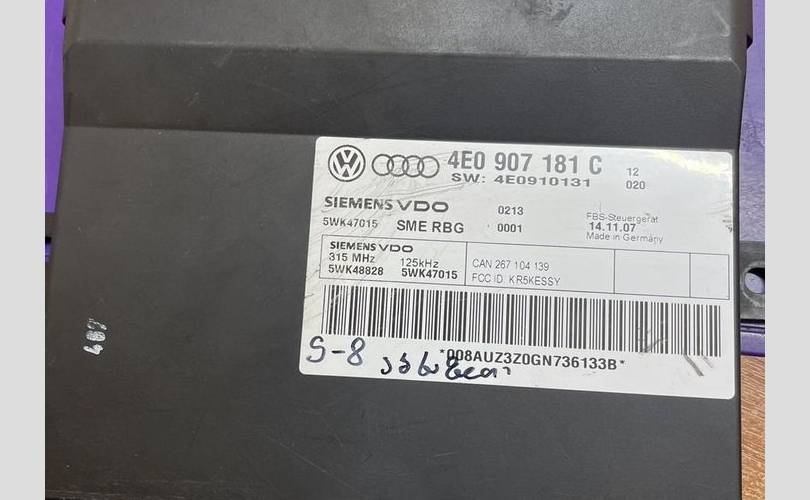 4E0 907 181 C 12
SW: 4E0910131 020
SIEMENS VDO 0213 FBS-Steuergerät
5WK47015 SME RBG 0001 14.11.07
Made in Germany
SIEMENS VDO
315 MHz 125kHz CAN 267 104 139
5WK48828 5WK47015 FCC ID. KR5KESSY
*008AUZ3Z0GN736133B*
S-8
407